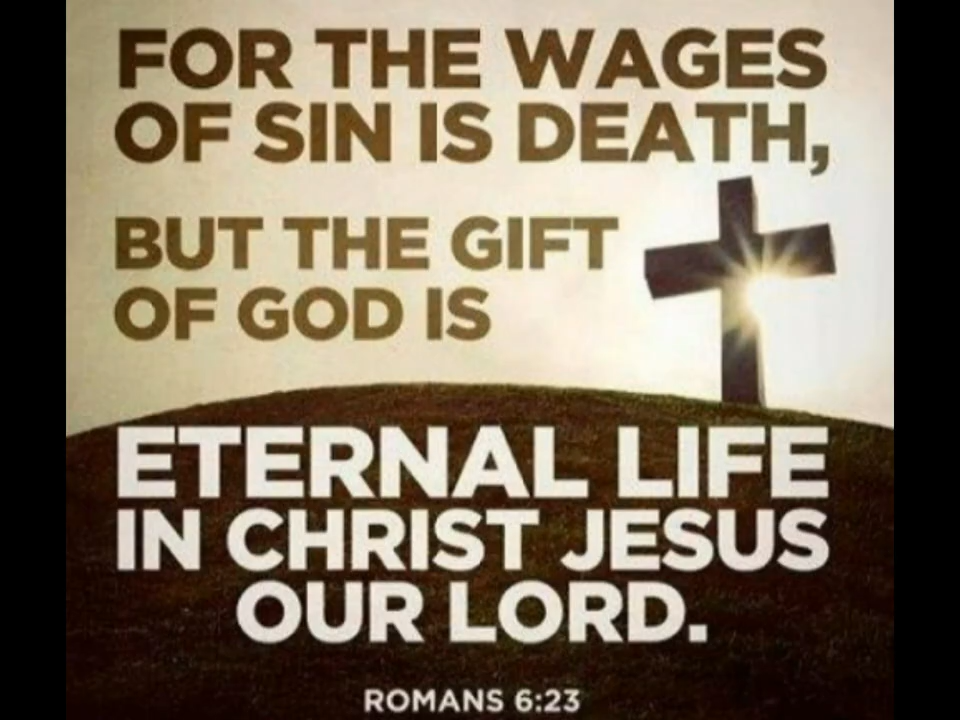 FOR THE WAGES
OF SIN IS DEATH,
BUT THE GIFT
OF GOD IS
ETERNAL LIFE
IN CHRIST JESUS
OUR LORD.
ROMANS 6:23